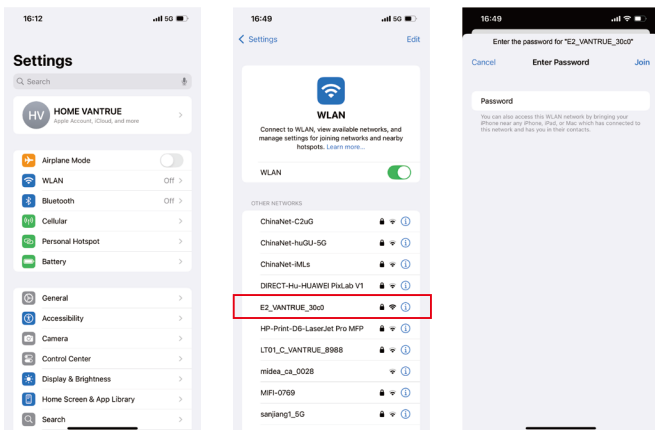 16:12
5G
Settings
Search
HV
HOME VANTRUE
Apple Account, iCloud, and more
Airplane Mode
WLAN Off
Bluetooth Off
Cellular
Personal Hotspot
Battery
General
Accessibility
Camera
Control Center
Display & Brightness
Home Screen & App Library
Search
16:49
5G
Settings Edit
WLAN
Connect to WLAN, view available networks, and
manage settings for joining networks and nearby
hotspots. Learn more...
WLAN
OTHER NETWORKS
ChinaNet-C2uG
ChinaNet-huGU-5G
ChinaNet-iMLs
DIRECT-Hu-HUAWEI PixLab V1
E2_VANTRUE_30c0
HP-Print-D6-LaserJet Pro MFP
LT01_C_VANTRUE_8988
midea_ca_0028
MIFI-0769
sanjiang1_5G
16:49
Enter the password for "E2_VANTRUE_30c0"
Cancel Enter Password Join
Password
You can also access this WLAN network by bringing your
iPhone near any iPhone, iPad, or Mac which has connected to
this network and has you in their contacts.